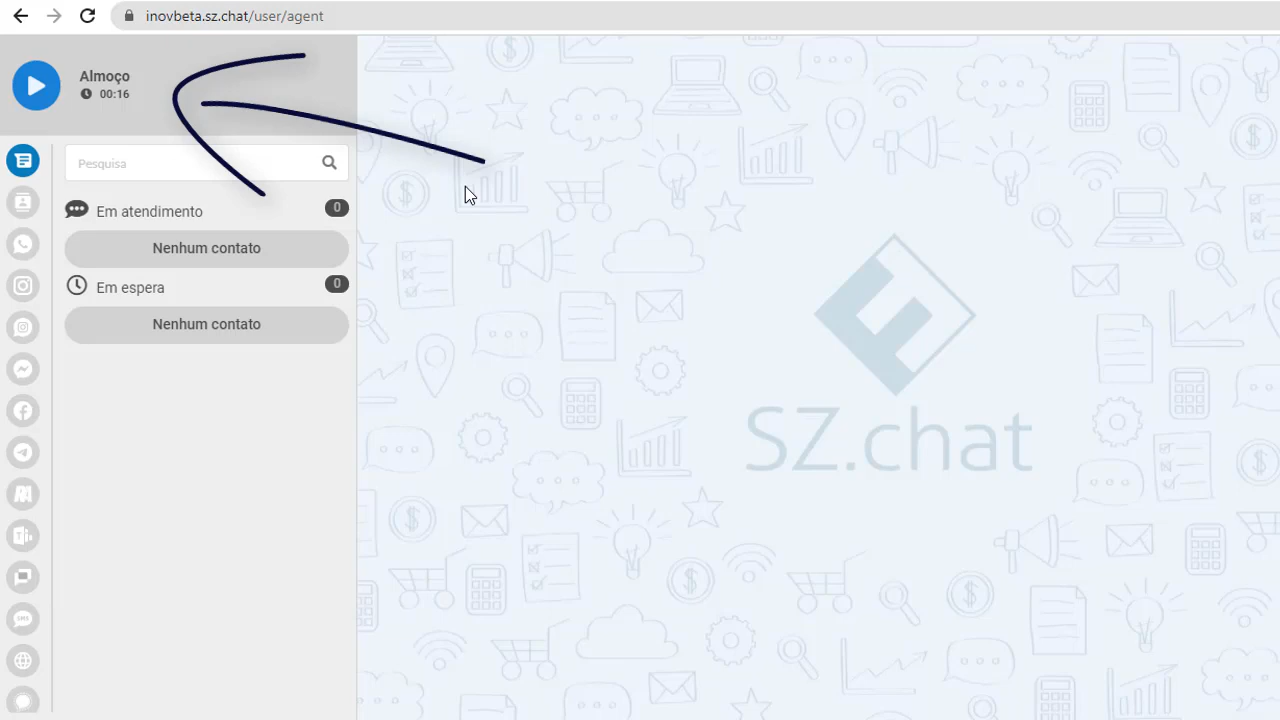 inovbeta.sz.chat/user/agent
Almoço
00:16
Pesquisa
Em atendimento
0
Nenhum contato
Em espera
0
Nenhum contato
SZ.chat
SMS